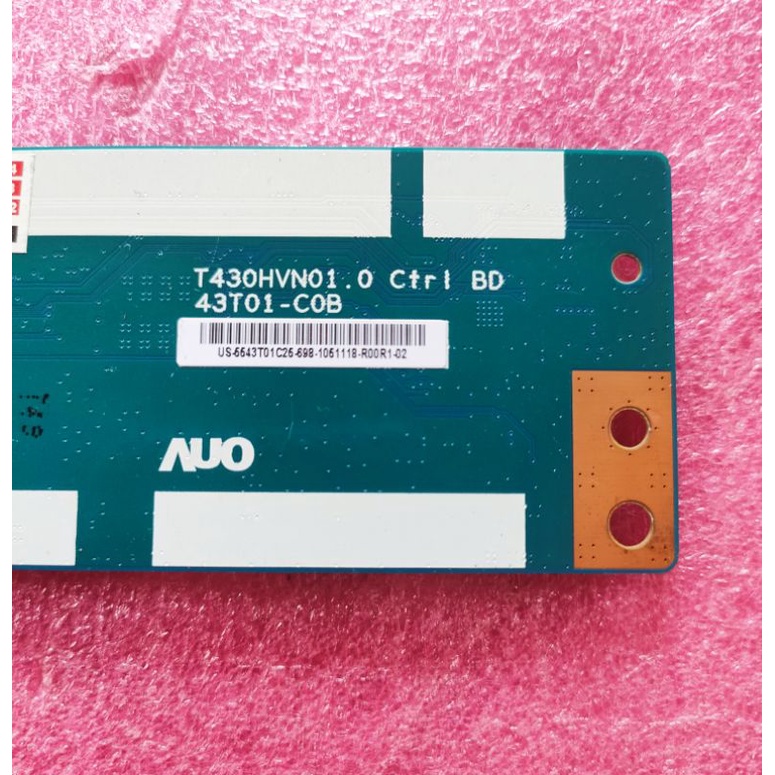 T430HVN01.0 Ctrl BD
43T01-C0B
US-5543T01C25-698-1051118-R00R1-02
AUO